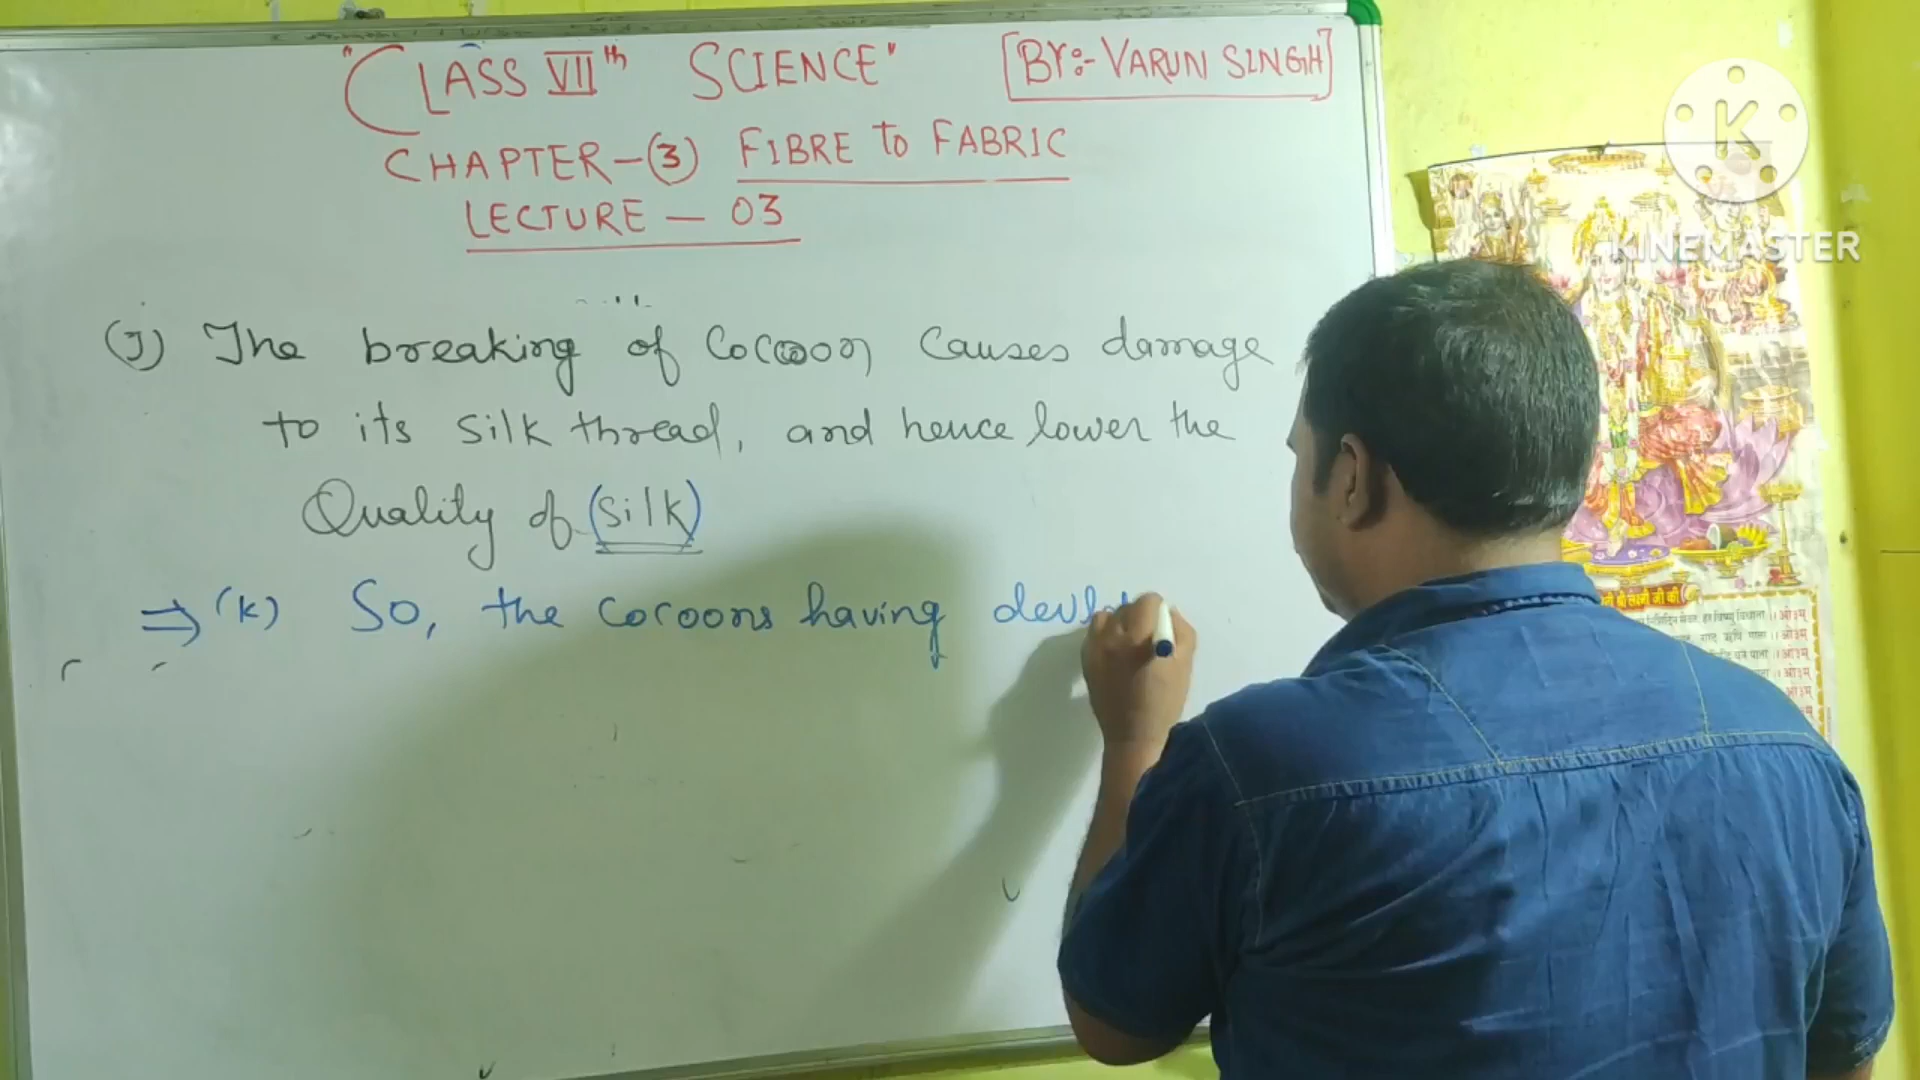 "CLASS VIIth SCIENCE" [BY:- VARUN SINGH]
CHAPTER-(3) FIBRE to FABRIC
LECTURE - 03
(J) The breaking of Cocoon causes damage
to its silk thread, and hence lower the
Quality of (silk)
⇒ (K) So, the cocoons having
K
KINEMASTER